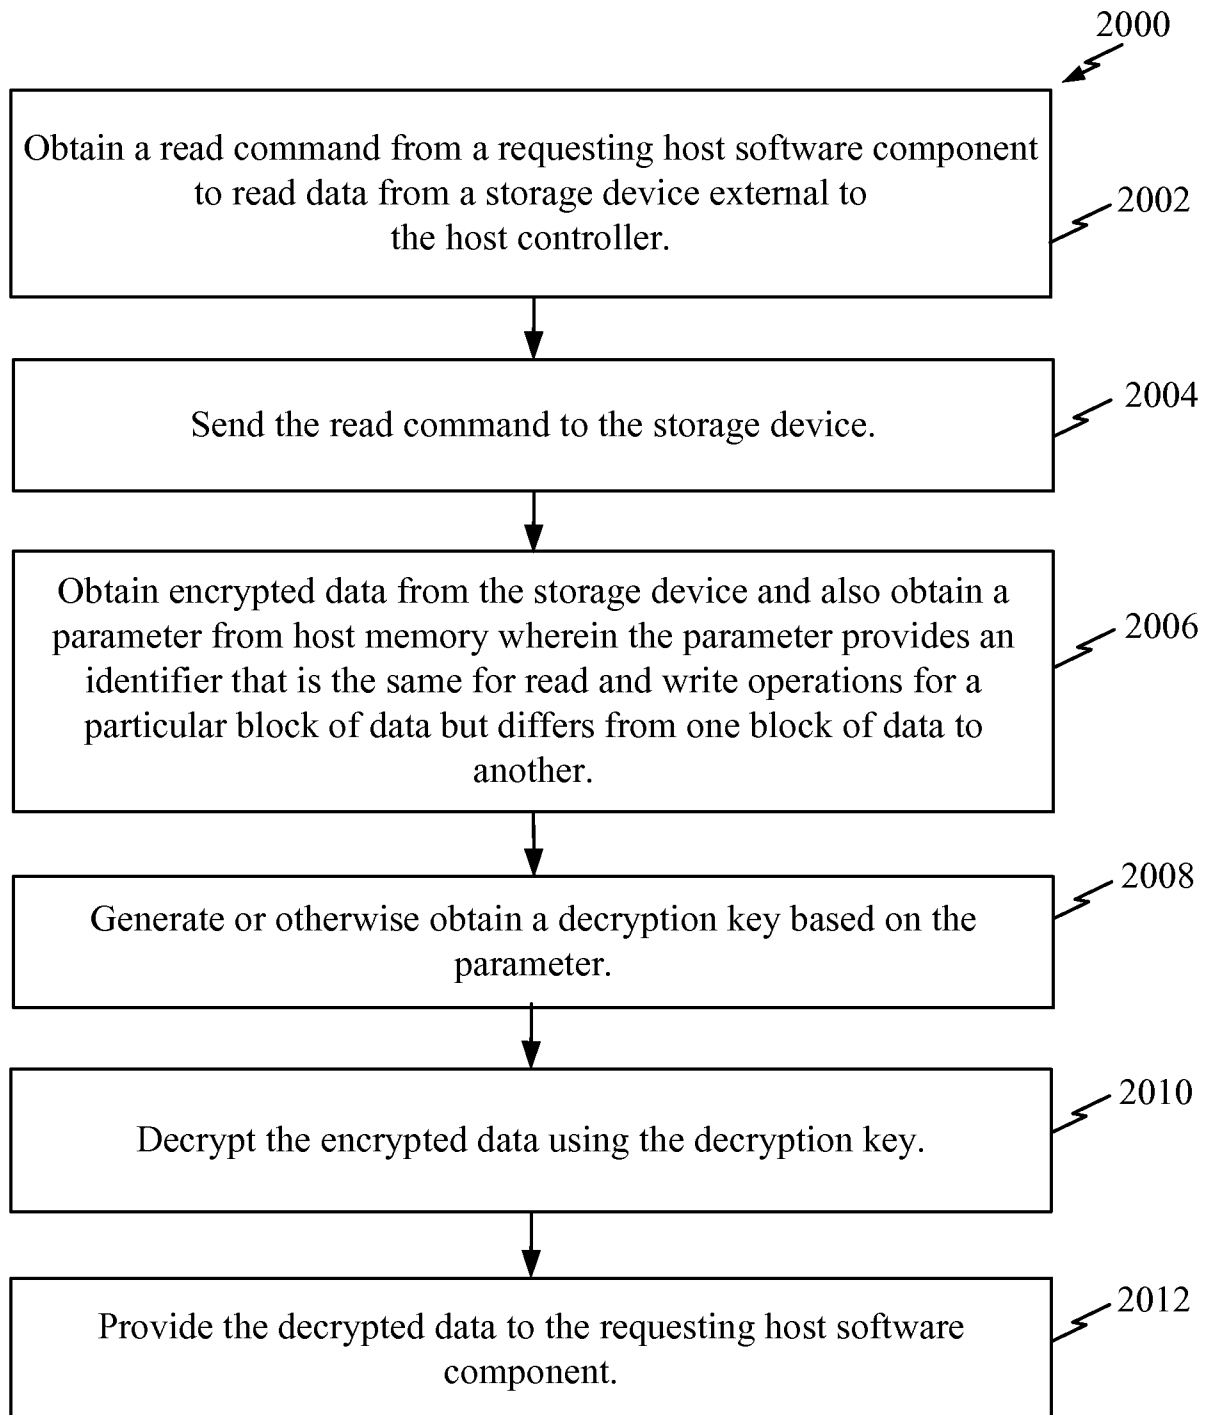 2000
Obtain a read command from a requesting host software component
to read data from a storage device external to
the host controller.
2002
Send the read command to the storage device.
2004
Obtain encrypted data from the storage device and also obtain a
parameter from host memory wherein the parameter provides an
identifier that is the same for read and write operations for a
particular block of data but differs from one block of data to
another.
2006
Generate or otherwise obtain a decryption key based on the
parameter.
2008
Decrypt the encrypted data using the decryption key.
2010
Provide the decrypted data to the requesting host software
component.
2012